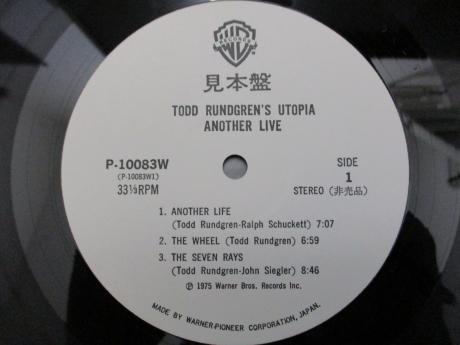 WB
RECORDS
見本盤
TODD RUNDGREN'S UTOPIA
ANOTHER LIVE
P-10083W
(P-10083W1)
33⅓RPM
SIDE
1
STEREO (非売品)
1. ANOTHER LIFE
(Todd Rundgren-Ralph Schuckett) 7:07
2. THE WHEEL (Todd Rundgren) 6:59
3. THE SEVEN RAYS
(Todd Rundgren-John Siegler) 8:46
℗ 1975 Warner Bros. Records Inc.
MADE BY WARNER-PIONEER CORPORATION, JAPAN.